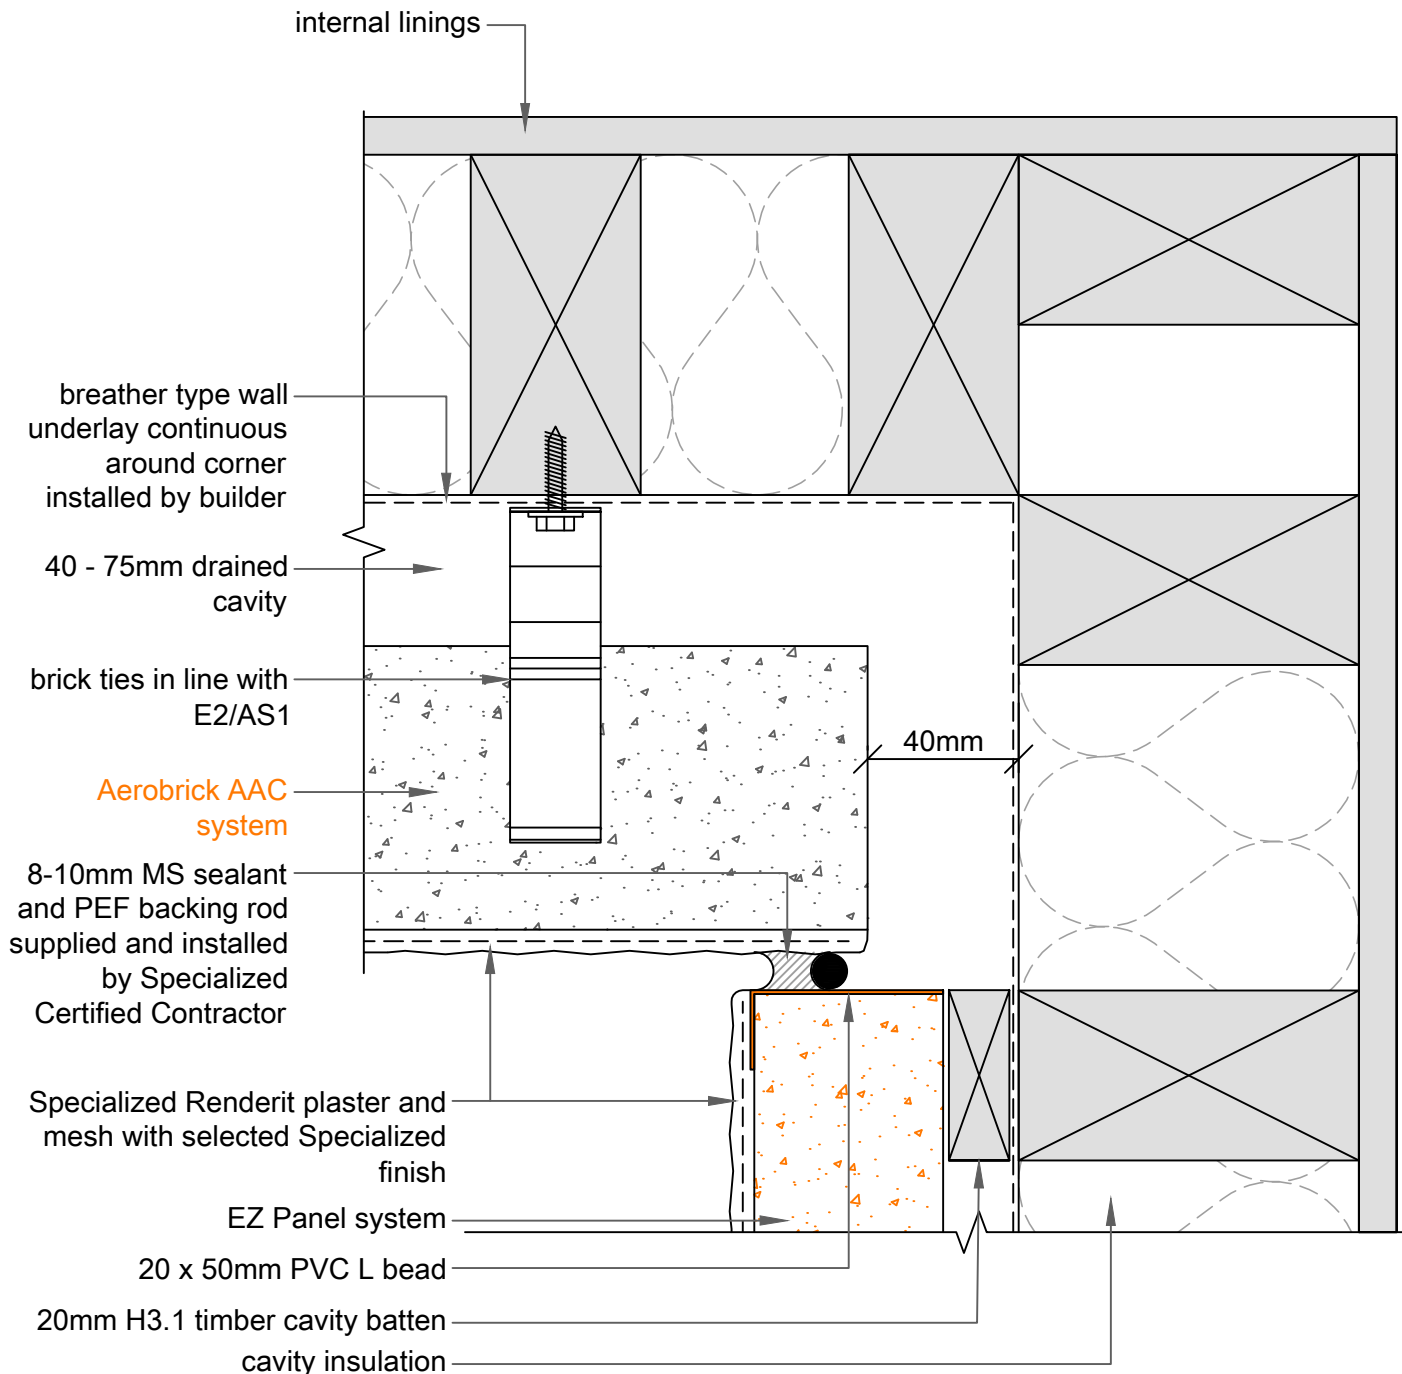 internal linings
breather type wall
underlay continuous
around corner
installed by builder
40 - 75mm drained
cavity
brick ties in line with
E2/AS1
40mm
Aerobrick AAC
system
8-10mm MS sealant
and PEF backing rod
supplied and installed
by Specialized
Certified Contractor
Specialized Renderit plaster and
mesh with selected Specialized
finish
EZ Panel system
20 x 50mm PVC L bead
20mm H3.1 timber cavity batten
cavity insulation